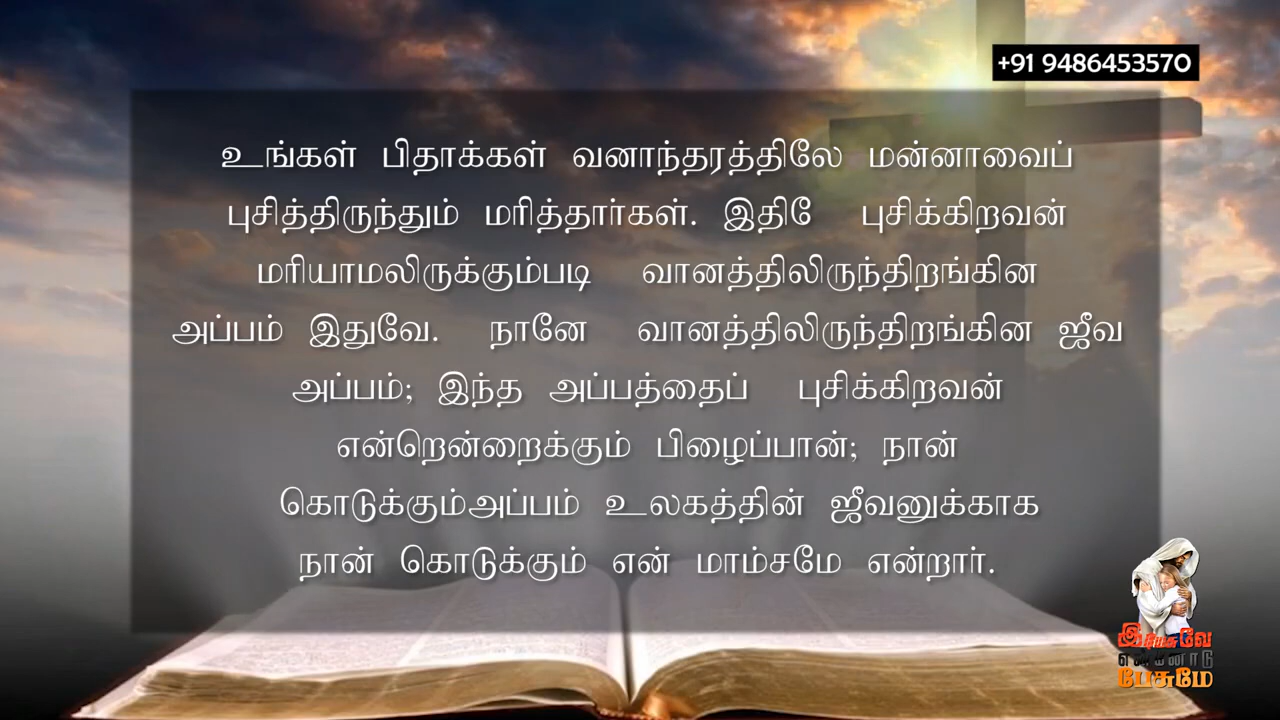 +91 9486453570
உங்கள் பிதாக்கள் வனாந்தரத்திலே மன்னாவைப்
புசித்திருந்தும் மரித்தார்கள். இதிலே புசிக்கிறவன்
மரியாமலிருக்கும்படி வானத்திலிருந்திறங்கின
அப்பம் இதுவே. நானே வானத்திலிருந்திறங்கின ஜீவ
அப்பம்; இந்த அப்பத்தைப் புசிக்கிறவன்
என்றென்றைக்கும் பிழைப்பான்; நான்
கொடுக்கும்அப்பம் உலகத்தின் ஜீவனுக்காக
நான் கொடுக்கும் என் மாம்சமே என்றார்.
இயேசுவே
என்னோடு
பேசுமே